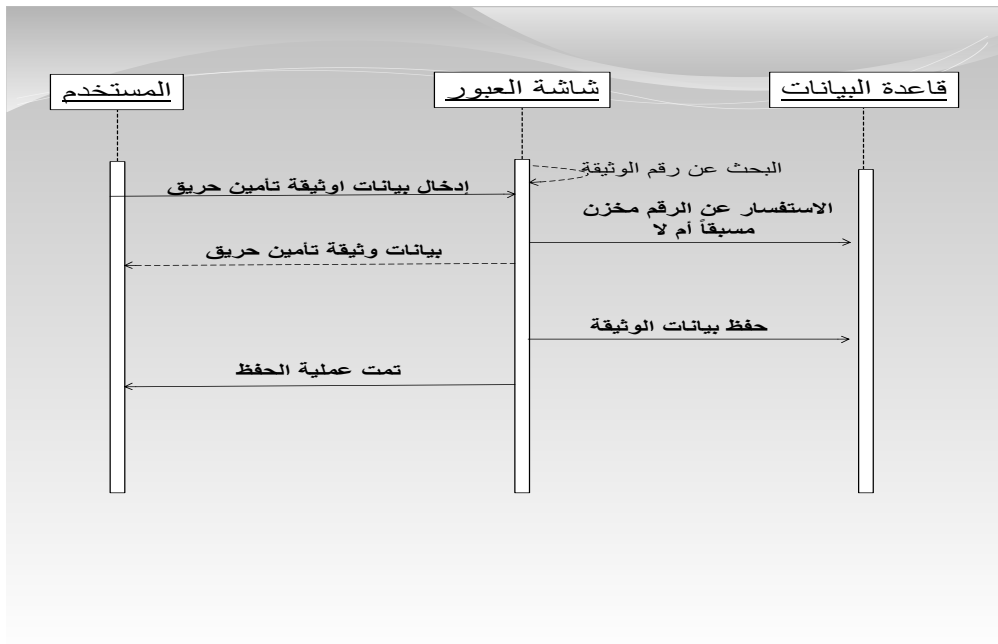 المستخدم
شاشة العبور
قاعدة البيانات
البحث عن رقم الوثيقة
إدخال بيانات اوثيقة تأمين حريق
الاستفسار عن الرقم مخزن
مسبقاً أم لا
بيانات وثيقة تأمين حريق
حفظ بيانات الوثيقة
تمت عملية الحفظ